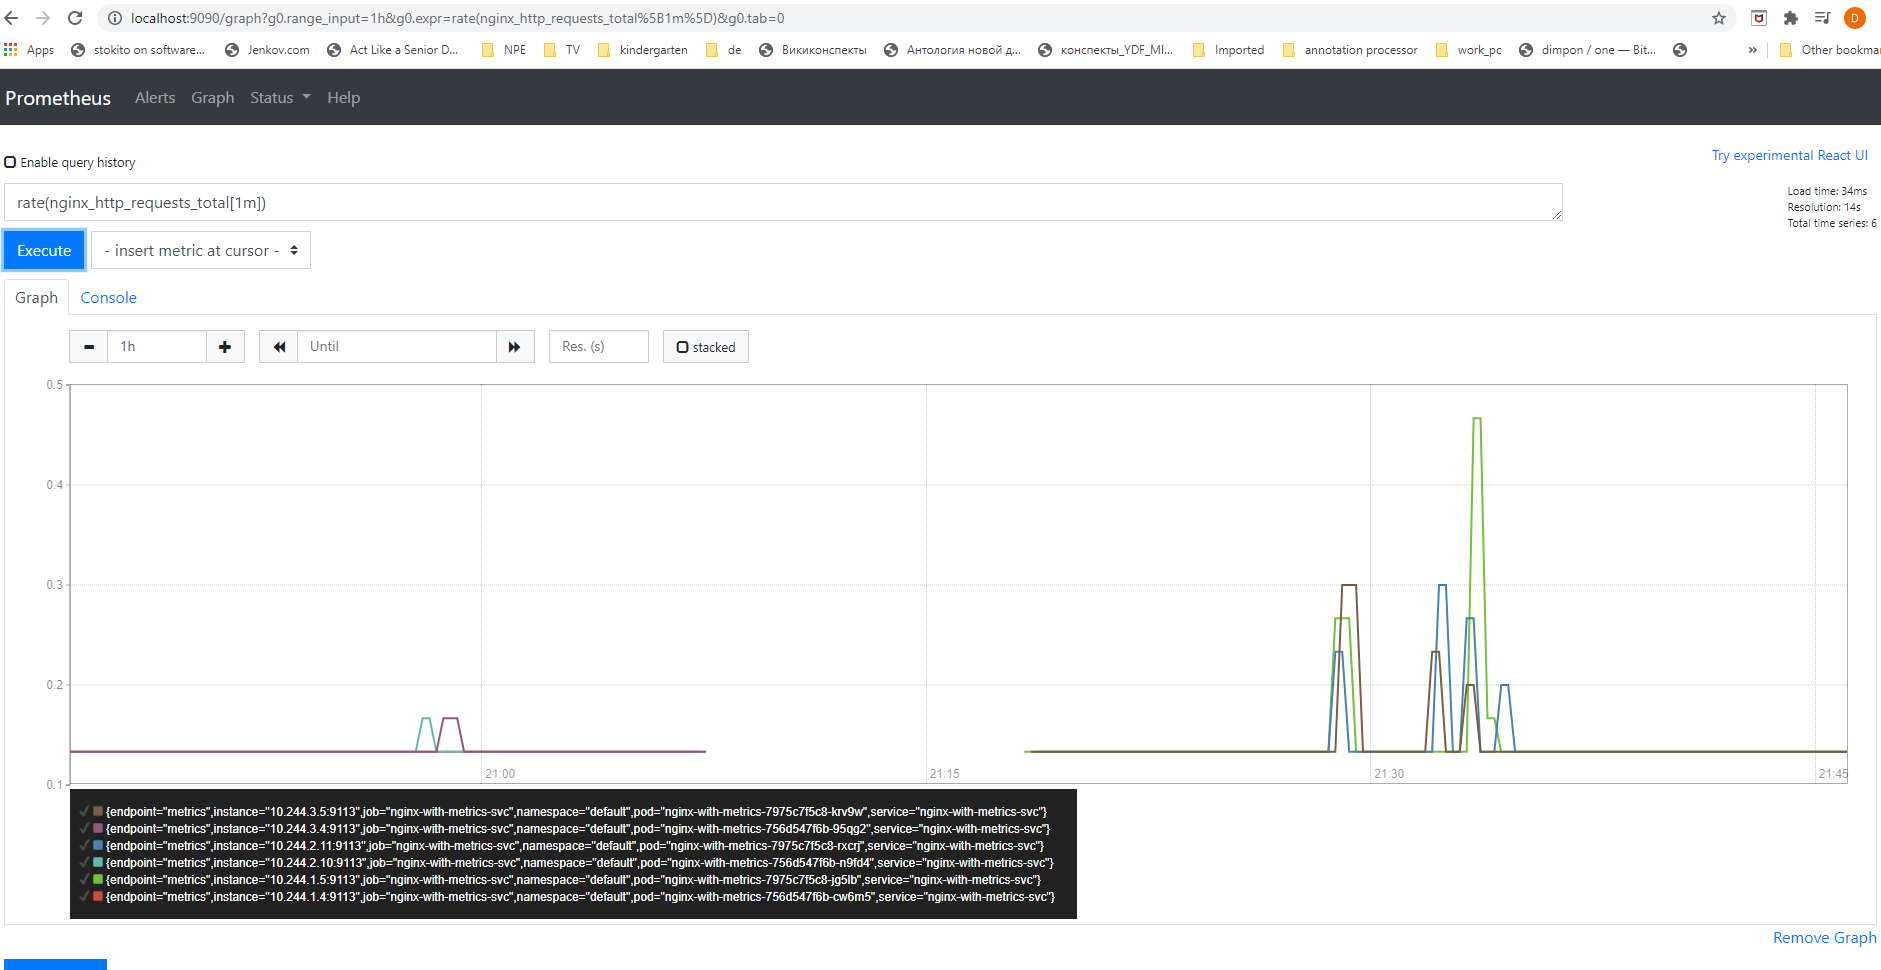 localhost:9090/graph?g0.range_input=1h&g0.expr=rate(nginx_http_requests_total%5B1m%5D)&g0.tab=0
D
Apps stokito on software... Jenkov.com Act Like a Senior D... NPE TV kindergarten de Викиконспекты Антология новой д... конспекты_YDF_MI... Imported annotation processor work_pc dimpon / one — Bit... » Other bookma
Prometheus Alerts Graph Status Help
Enable query history
Try experimental React UI
rate(nginx_http_requests_total[1m])
Load time: 34ms
Resolution: 14s
Total time series: 6
Execute - insert metric at cursor -
Graph Console
1h Until Res. (s) stacked
0.5
0.4
0.3
0.2
0.1
21:00 21:15 21:30 21:45
{endpoint="metrics",instance="10.244.3.5:9113",job="nginx-with-metrics-svc",namespace="default",pod="nginx-with-metrics-7975c7f5c8-krv9w",service="nginx-with-metrics-svc"}
{endpoint="metrics",instance="10.244.3.4:9113",job="nginx-with-metrics-svc",namespace="default",pod="nginx-with-metrics-756d547f6b-95qg2",service="nginx-with-metrics-svc"}
{endpoint="metrics",instance="10.244.2.11:9113",job="nginx-with-metrics-svc",namespace="default",pod="nginx-with-metrics-7975c7f5c8-rxcrj",service="nginx-with-metrics-svc"}
{endpoint="metrics",instance="10.244.2.10:9113",job="nginx-with-metrics-svc",namespace="default",pod="nginx-with-metrics-756d547f6b-n9fd4",service="nginx-with-metrics-svc"}
{endpoint="metrics",instance="10.244.1.5:9113",job="nginx-with-metrics-svc",namespace="default",pod="nginx-with-metrics-7975c7f5c8-jg5lb",service="nginx-with-metrics-svc"}
{endpoint="metrics",instance="10.244.1.4:9113",job="nginx-with-metrics-svc",namespace="default",pod="nginx-with-metrics-756d547f6b-cw6m5",service="nginx-with-metrics-svc"}
Remove Graph